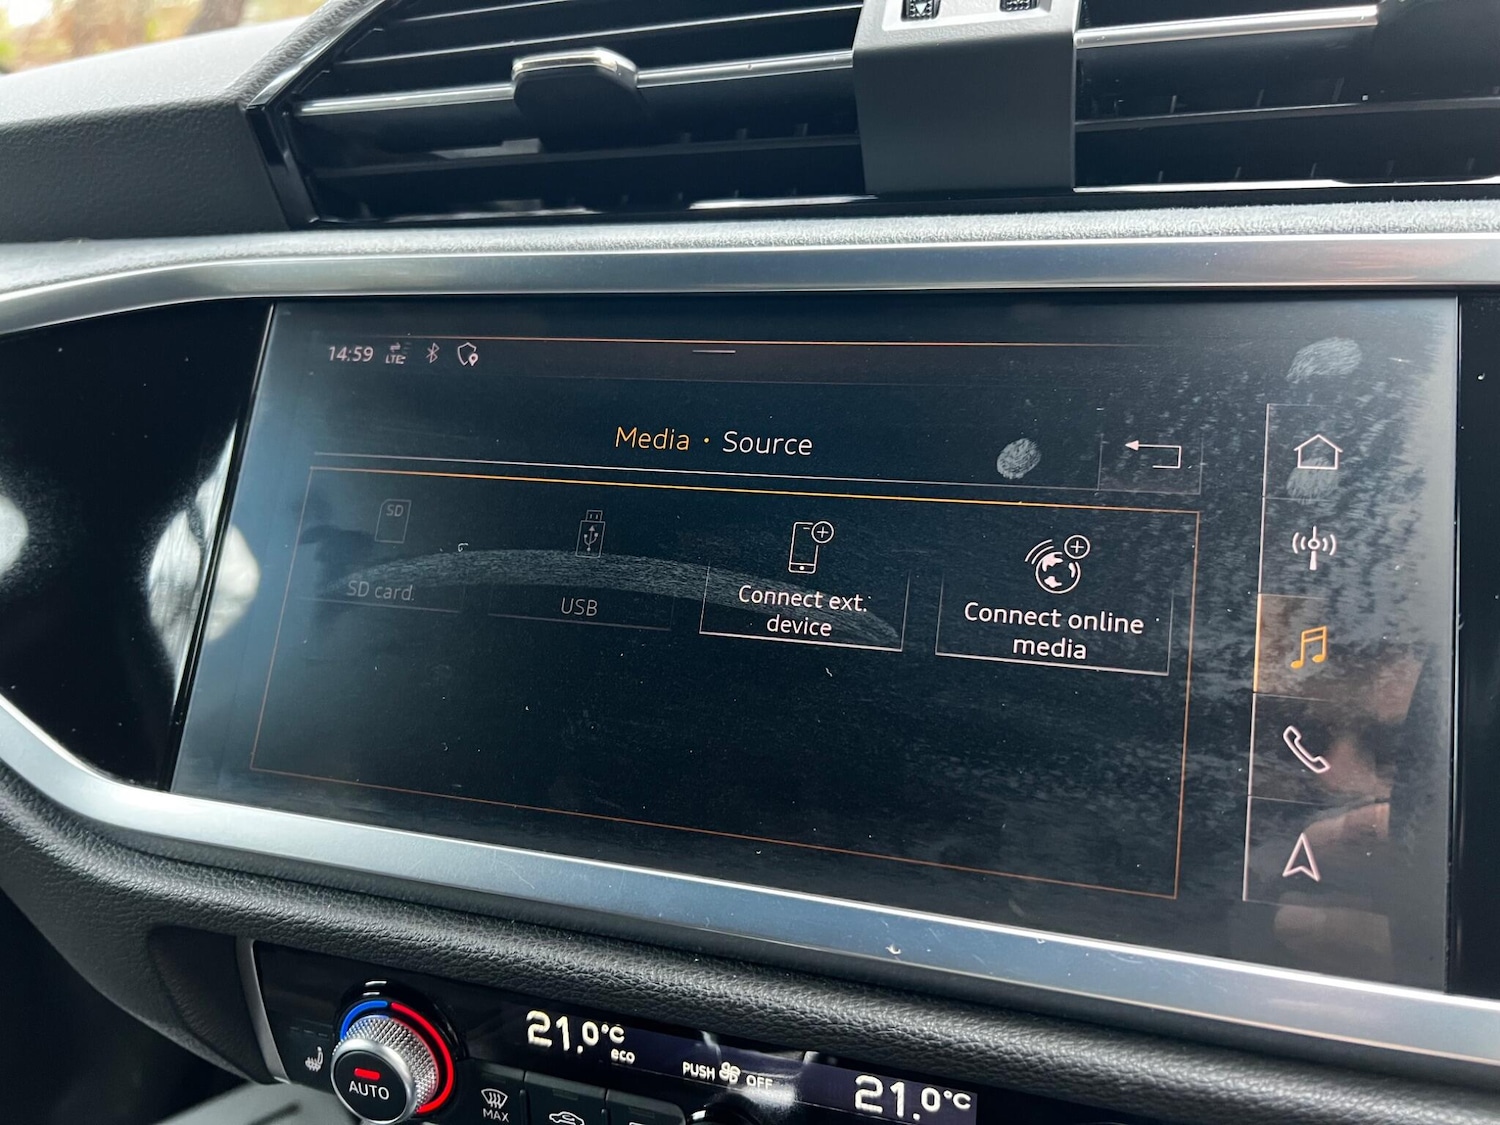 14:59 LTE
Media · Source
SD
SD card
USB
Connect ext.
device
Connect online
media
21.0°C
eco
PUSH OFF
21.0°C
AUTO
MAX